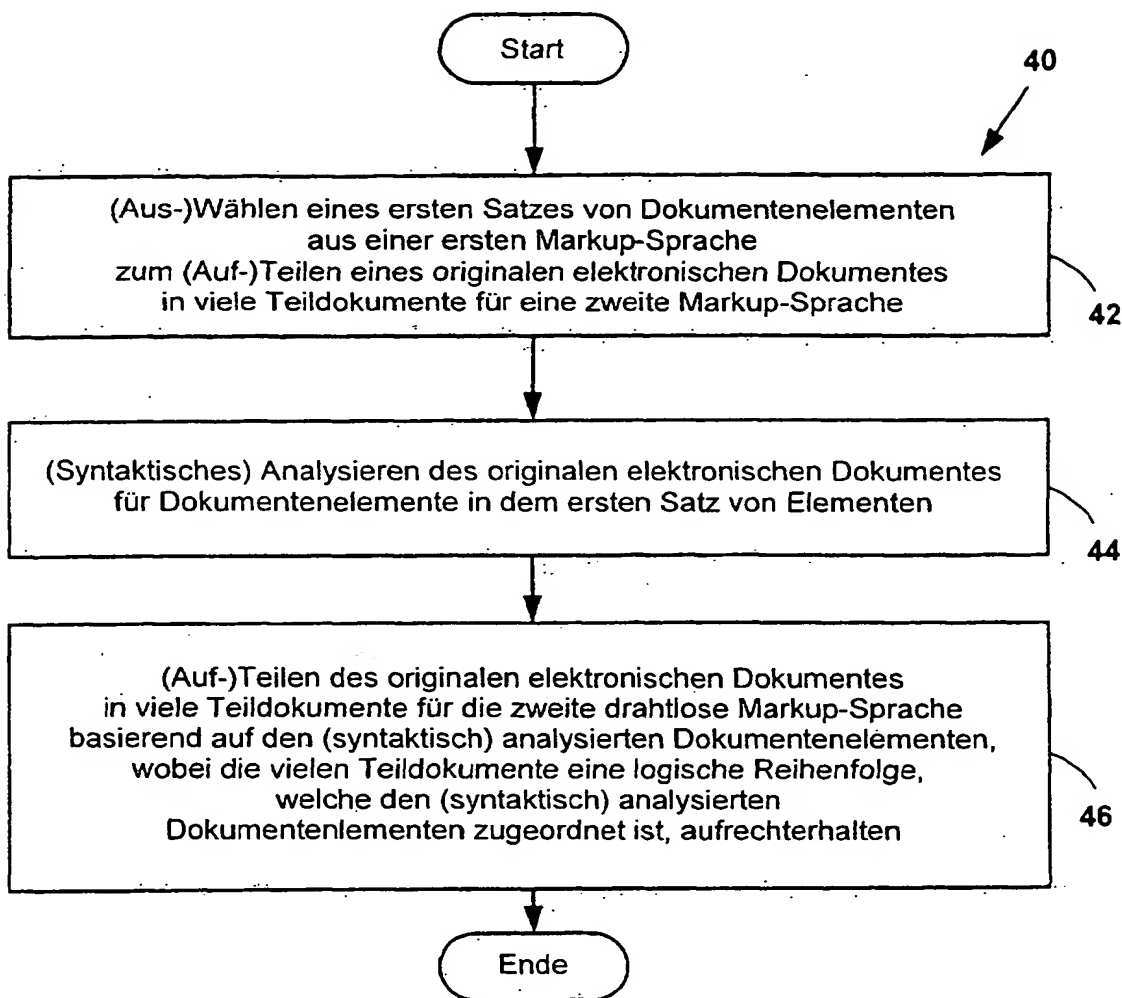 Start
40
(Aus-)Wählen eines ersten Satzes von Dokumentenelementen
aus einer ersten Markup-Sprache
zum (Auf-)Teilen eines originalen elektronischen Dokumentes
in viele Teildokumente für eine zweite Markup-Sprache
42
(Syntaktisches) Analysieren des originalen elektronischen Dokumentes
für Dokumentenelemente in dem ersten Satz von Elementen
44
(Auf-)Teilen des originalen elektronischen Dokumentes
in viele Teildokumente für die zweite drahtlose Markup-Sprache
basierend auf den (syntaktisch) analysierten Dokumentenelementen,
wobei die vielen Teildokumente eine logische Reihenfolge,
welche den (syntaktisch) analysierten
Dokumentenlementen zugeordnet ist, aufrechterhalten
46
Ende